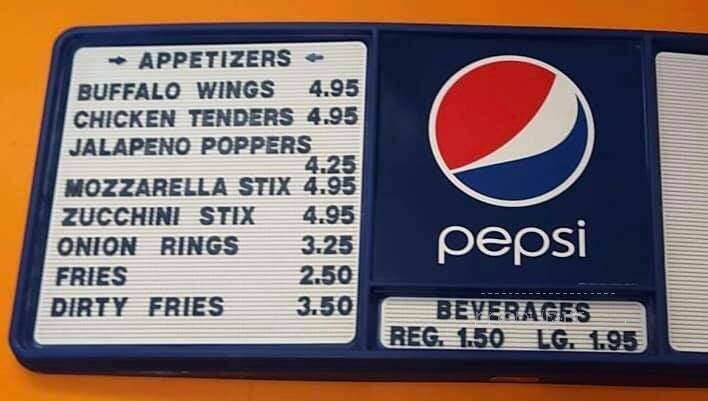 → APPETIZERS ←
BUFFALO WINGS 4.95
CHICKEN TENDERS 4.95
JALAPENO POPPERS
4.25
MOZZARELLA STIX 4.95
ZUCCHINI STIX 4.95
ONION RINGS 3.25
FRIES 2.50
DIRTY FRIES 3.50
pepsi
BEVERAGES
REG. 1.50 LG. 1.95